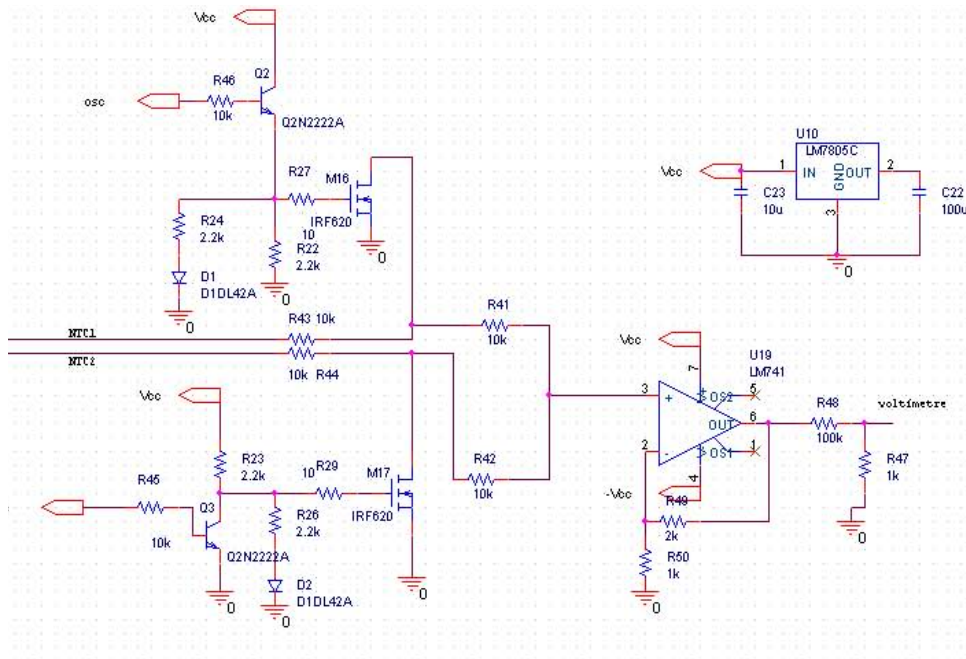 Vcc
Q2
R46
osc
10k
Q2N2222A
U10
LM7805C
R27
M16
Vcc
1
IN
OUT
2
GND
3
C23
10u
C22
100u
R24
2.2k
10
IRF620
R22
2.2k
0
0
D1
D1DL42A
0
0
R43 10k
R41
10k
NTC1
NTC2
10k R44
Vcc
U19
LM741
7
Vcc
3
+
OS2
5
OUT
6
R48
100k
voltímetre
2
-
OS1
1
4
R47
1k
R23
2.2k
10
R29
M17
R42
10k
-Vcc
R45
Q3
R26
2.2k
IRF620
R49
2k
10k
Q2N2222A
R50
1k
0
D2
D1DL42A
0
0
0
0